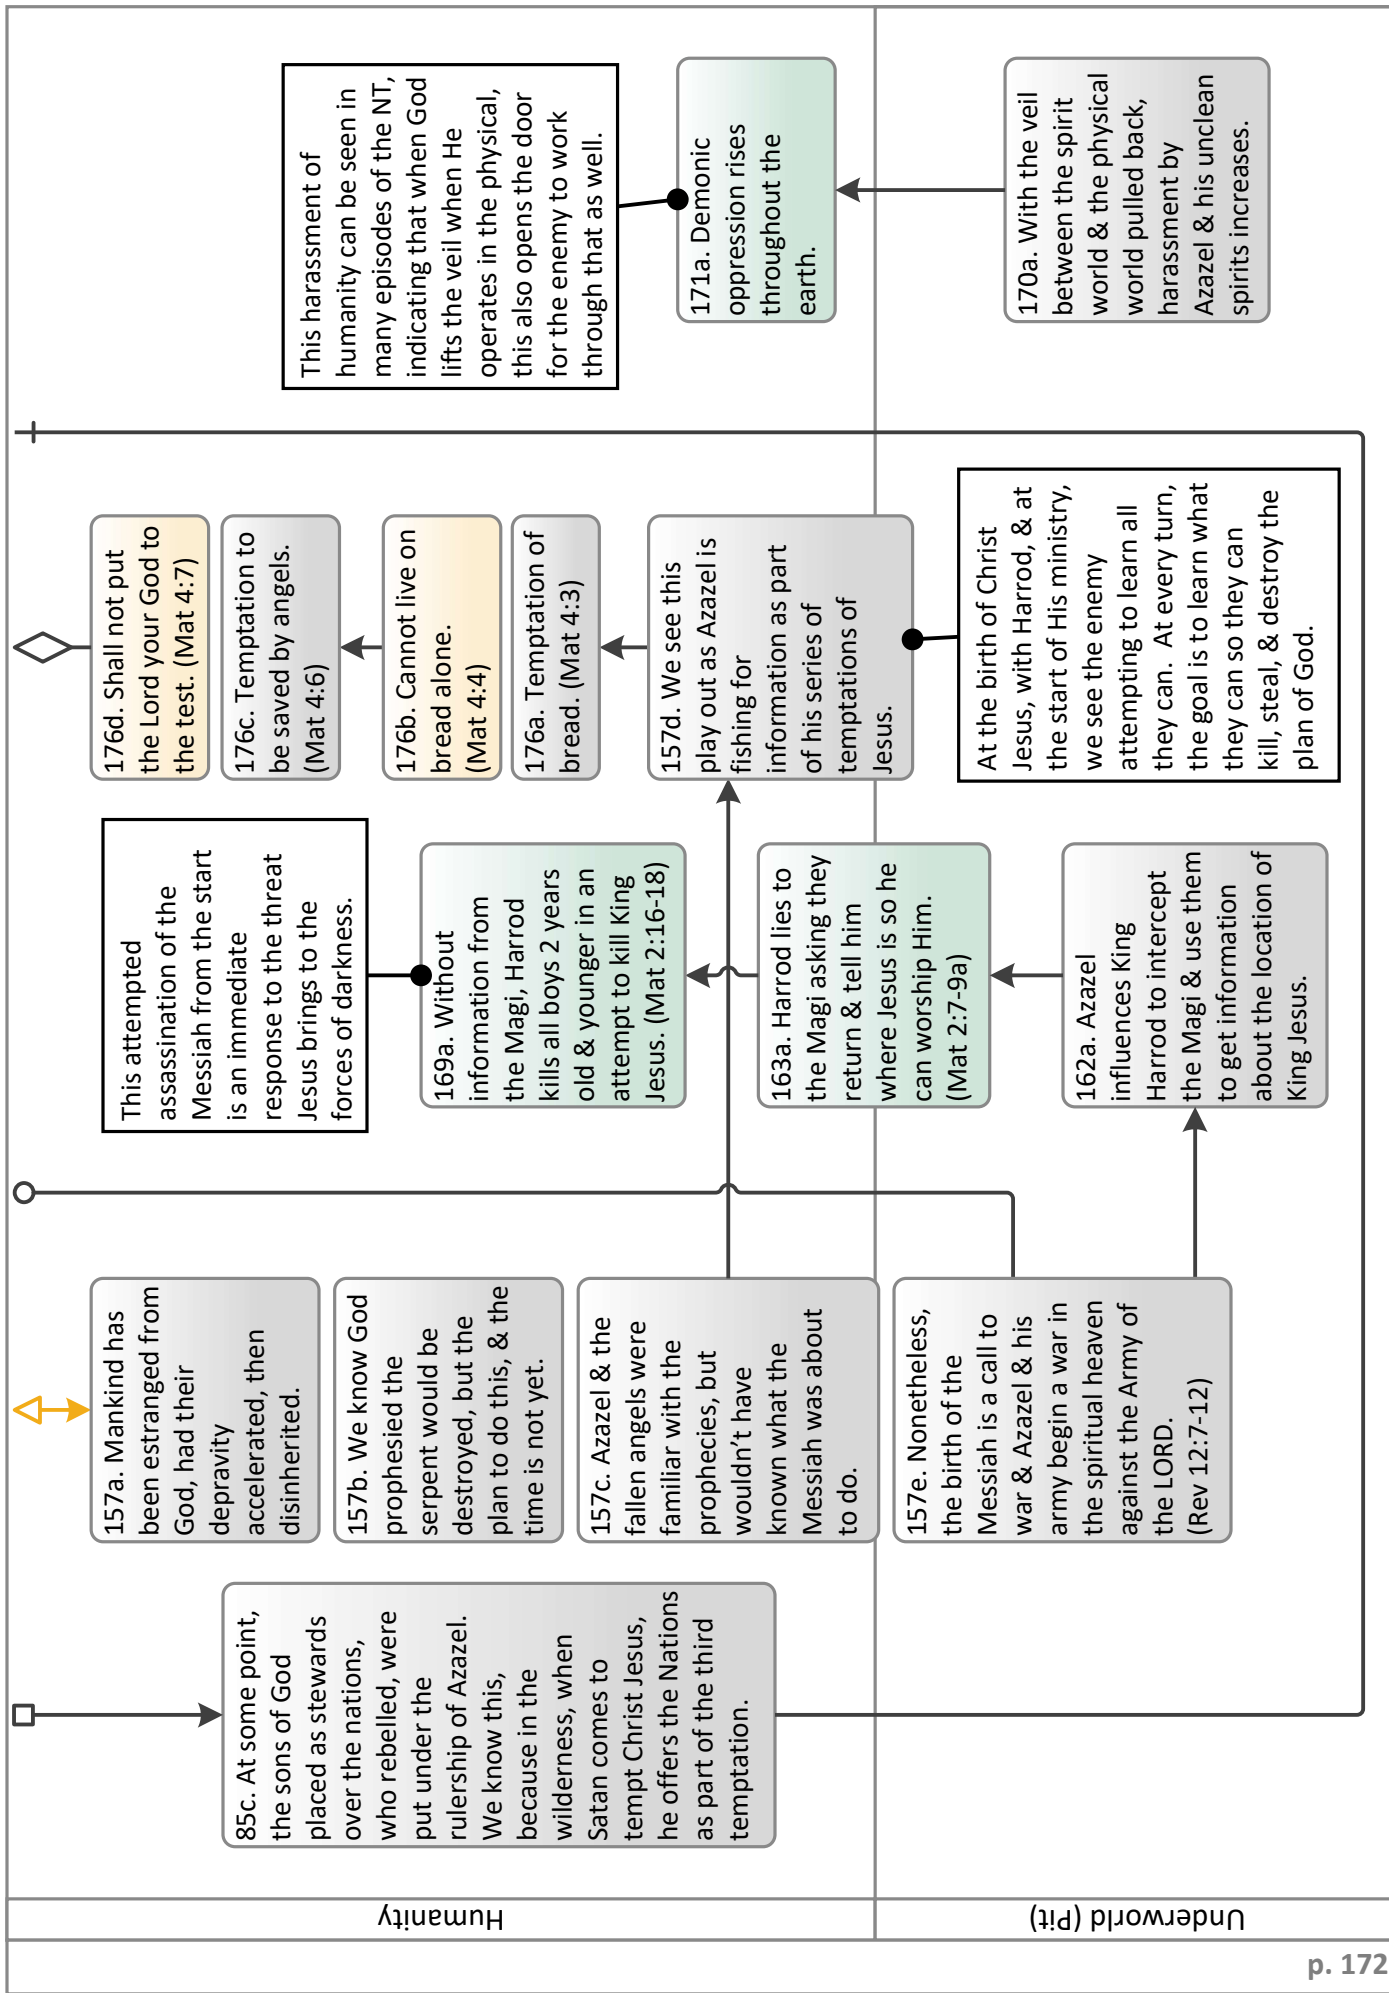 Humanity
Underworld (Pit)
85c. At some point,
the sons of God
placed as stewards
over the nations,
who rebelled, were
put under the
rulership of Azazel.
We know this,
because in the
wilderness, when
Satan comes to
tempt Christ Jesus,
he offers the Nations
as part of the third
temptation.
157a. Mankind has
been estranged from
God, had their
depravity
accelerated, then
disinherited.
157b. We know God
prophesied the
serpent would be
destroyed, but the
plan to do this, & the
time is not yet.
157c. Azazel & the
fallen angels were
familiar with the
prophecies, but
wouldn't have
known what the
Messiah was about
to do.
157e. Nonetheless,
the birth of the
Messiah is a call to
war & Azazel & his
army begin a war in
the spiritual heaven
against the Army of
the LORD.
(Rev 12:7-12)
This attempted
assassination of the
Messiah from the start
is an immediate
response to the threat
Jesus brings to the
forces of darkness.
169a. Without
information from
the Magi, Harrod
kills all boys 2 years
old & younger in an
attempt to kill King
Jesus. (Mat 2:16-18)
163a. Harrod lies to
the Magi asking they
return & tell him
where Jesus is so he
can worship Him.
(Mat 2:7-9a)
162a. Azazel
influences King
Harrod to intercept
the Magi & use them
to get information
about the location of
King Jesus.
176d. Shall not put
the Lord your God to
the test. (Mat 4:7)
176c. Temptation to
be saved by angels.
(Mat 4:6)
176b. Cannot live on
bread alone.
(Mat 4:4)
176a. Temptation of
bread. (Mat 4:3)
157d. We see this
play out as Azazel is
fishing for
information as part
of his series of
temptations of
Jesus.
At the birth of Christ
Jesus, with Harrod, & at
the start of His ministry,
we see the enemy
attempting to learn all
they can.  At every turn,
the goal is to learn what
they can so they can
kill, steal, & destroy the
plan of God.
This harassment of
humanity can be seen in
many episodes of the NT,
indicating that when God
lifts the veil when He
operates in the physical,
this also opens the door
for the enemy to work
through that as well.
171a. Demonic
oppression rises
throughout the
earth.
170a. With the veil
between the spirit
world & the physical
world pulled back,
harassment by
Azazel & his unclean
spirits increases.
p. 172